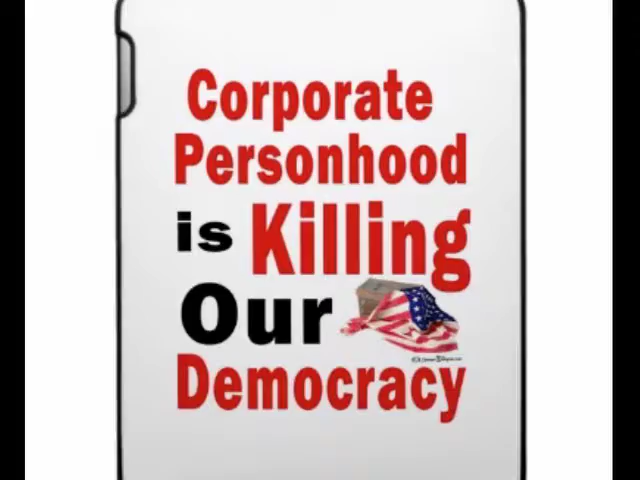 Corporate
Personhood
is Killing
Our
Democracy